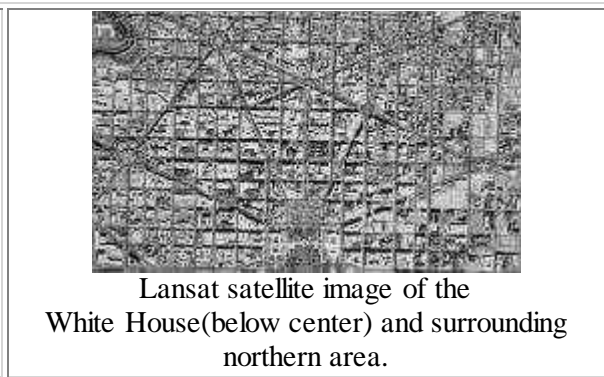 Lansat satellite image of the
White House(below center) and surrounding
northern area.